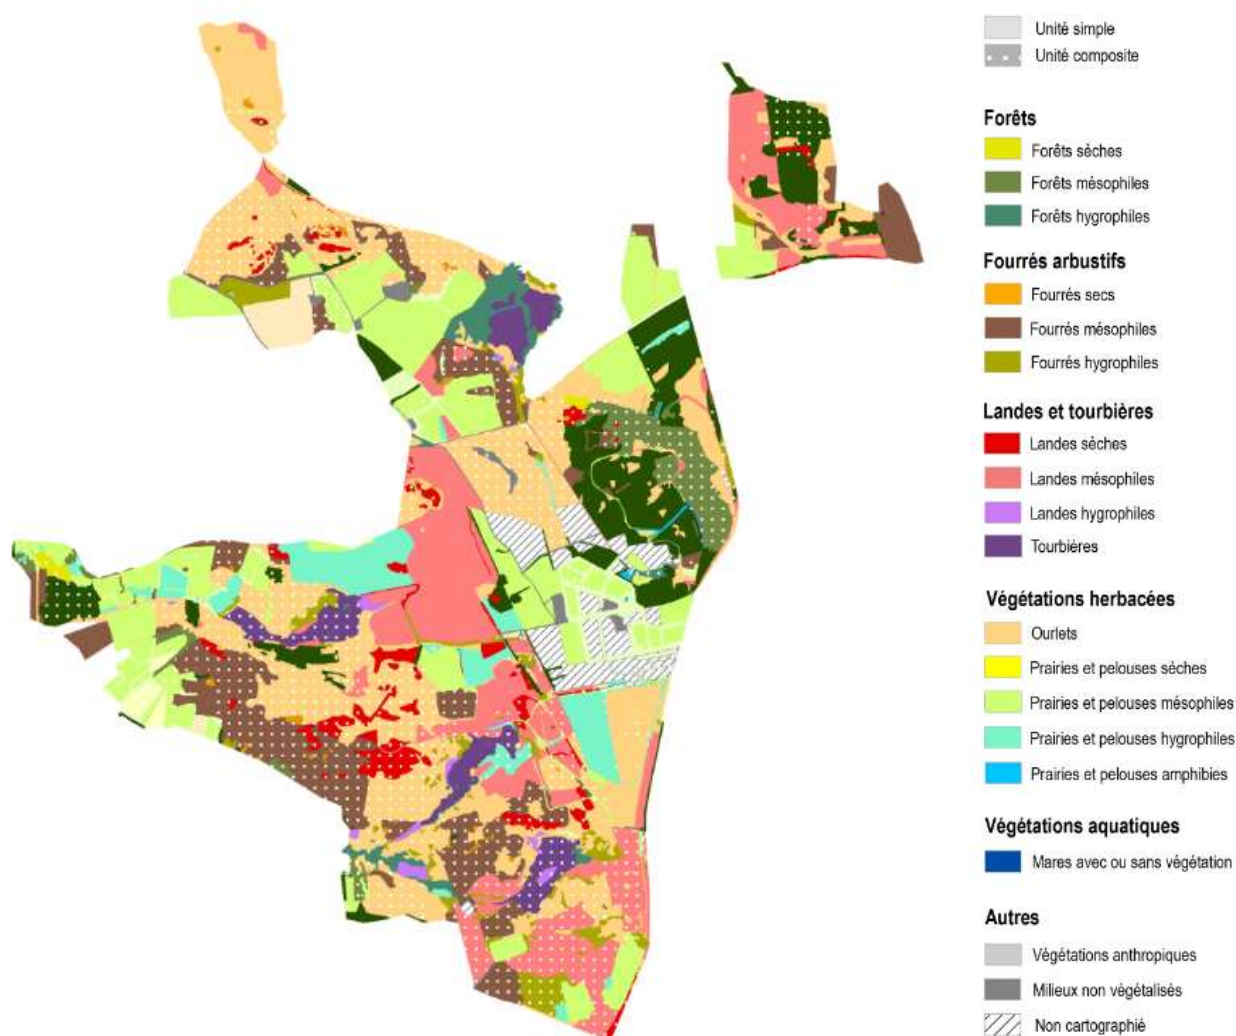 Unité simple
Unité composite
Forêts
Forêts sèches
Forêts mésophiles
Forêts hygrophiles
Fourrés arbustifs
Fourrés secs
Fourrés mésophiles
Fourrés hygrophiles
Landes et tourbières
Landes sèches
Landes mésophiles
Landes hygrophiles
Tourbières
Végétations herbacées
Ourlets
Prairies et pelouses sèches
Prairies et pelouses mésophiles
Prairies et pelouses hygrophiles
Prairies et pelouses amphibies
Végétations aquatiques
Mares avec ou sans végétation
Autres
Végétations anthropiques
Milieux non végétalisés
Non cartographié